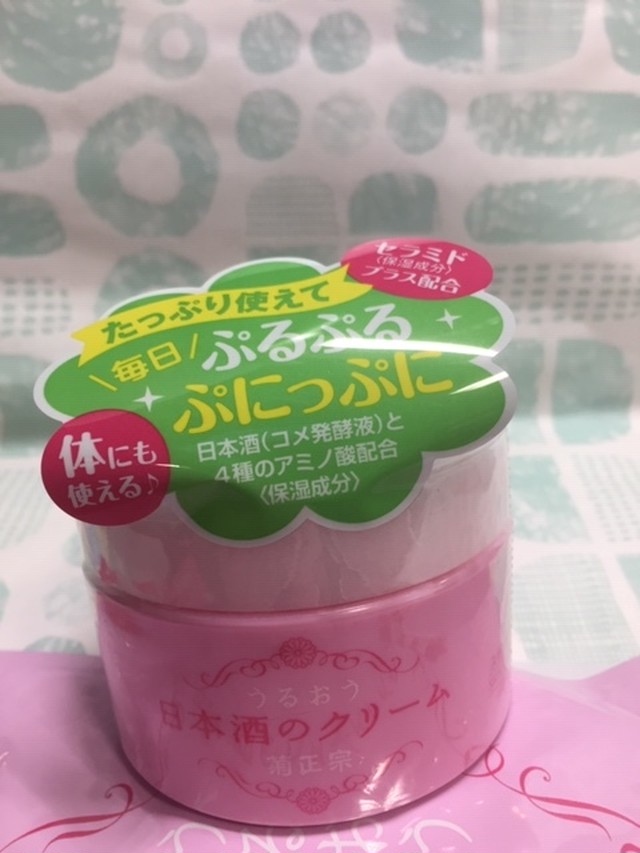 セラミド
〈保湿成分〉
プラス配合
たっぷり使えて
毎日
ぷるぷる
ぷにっぷに
日本酒(コメ発酵液)と
4種のアミノ酸配合
〈保湿成分〉
体にも
使える♪
うるおう
日本酒のクリーム
菊正宗